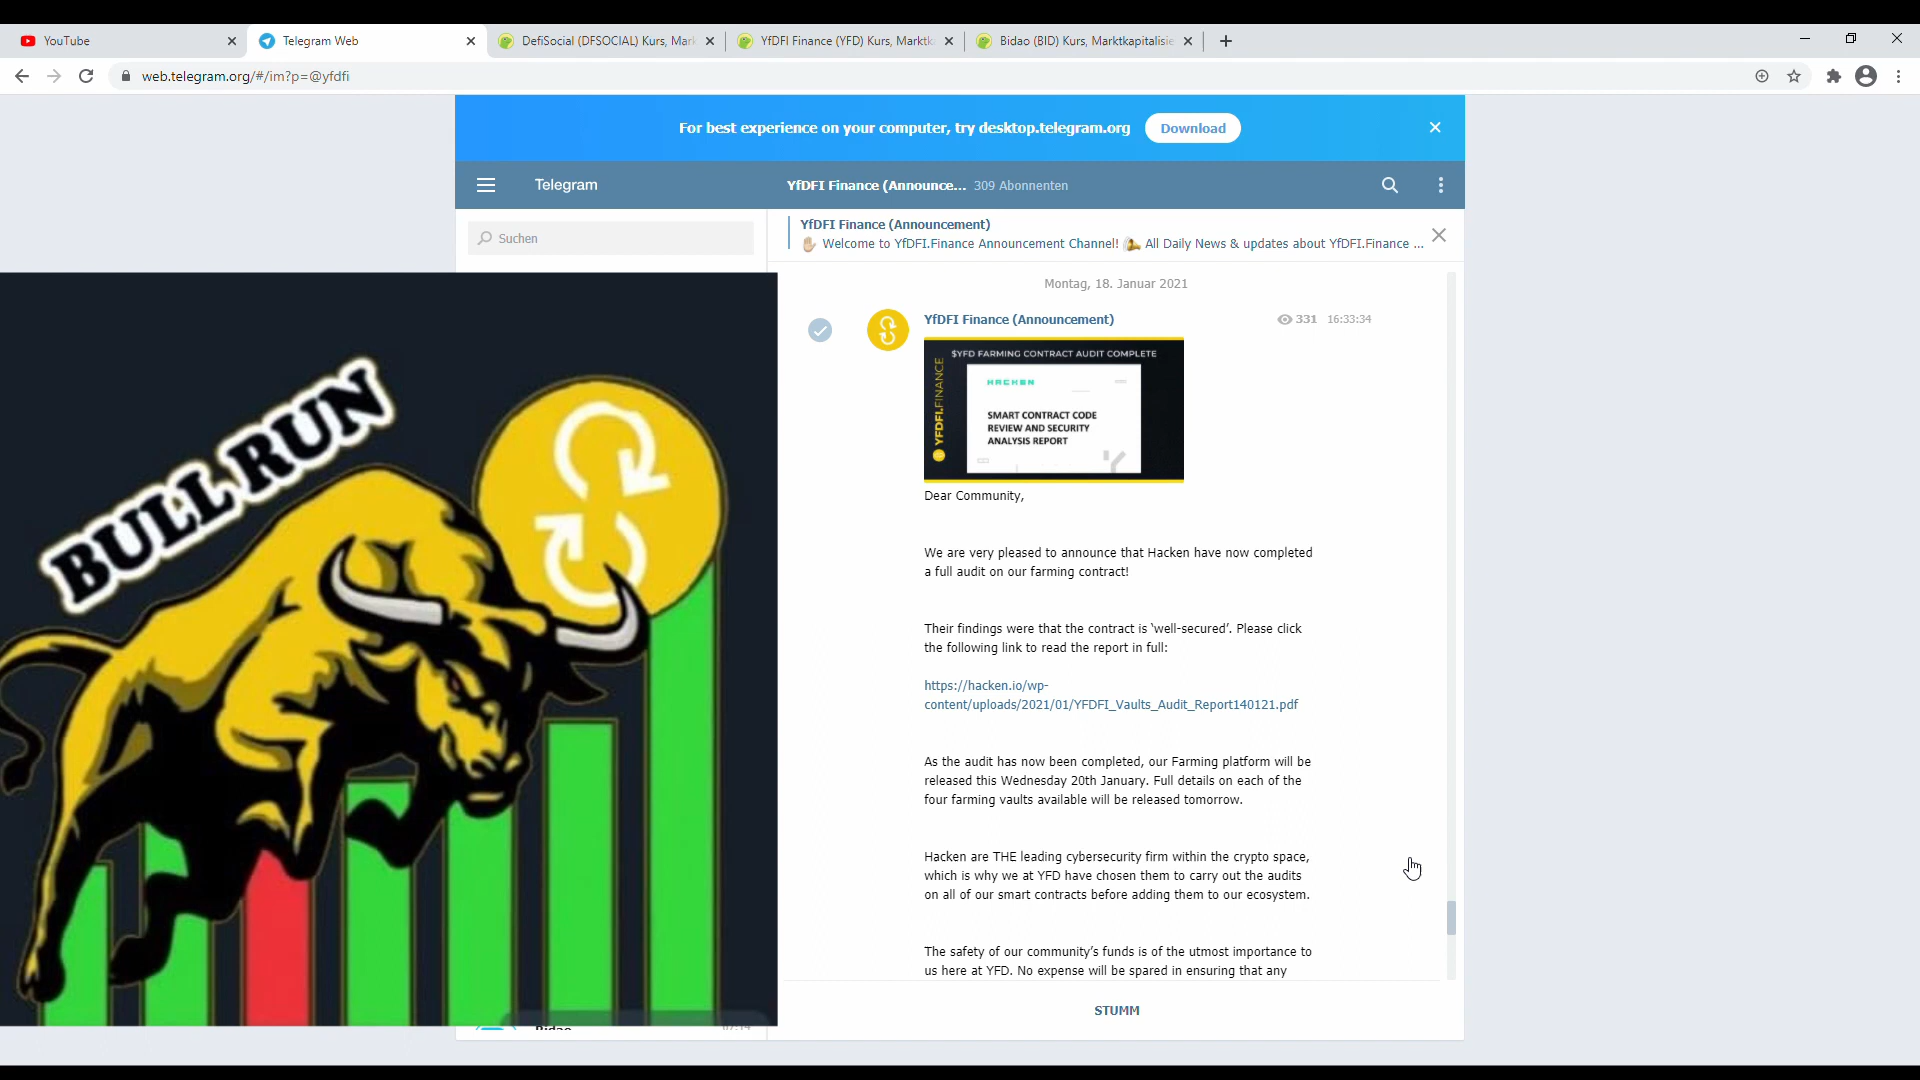 YouTube
Telegram Web
DefiSocial (DFSOCIAL) Kurs, Mark
YfDFI Finance (YFD) Kurs, Marktk
Bidao (BID) Kurs, Marktkapitalisie
web.telegram.org/#/im?p=@yfdfi
For best experience on your computer, try desktop.telegram.org
Download
Telegram
YfDFI Finance (Announce... 309 Abonnenten
Suchen
YfDFI Finance (Announcement)
Welcome to YfDFI.Finance Announcement Channel! All Daily News & updates about YfDFI.Finance ...
Montag, 18. Januar 2021
YfDFI Finance (Announcement)
331 16:33:34
$YFD FARMING CONTRACT AUDIT COMPLETE
YFDFI.FINANCE
HACKEN
SMART CONTRACT CODE
REVIEW AND SECURITY
ANALYSIS REPORT
BULL RUN
Dear Community,
We are very pleased to announce that Hacken have now completed
a full audit on our farming contract!
Their findings were that the contract is ‘well-secured’. Please click
the following link to read the report in full:
https://hacken.io/wp-
content/uploads/2021/01/YFDFI_Vaults_Audit_Report140121.pdf
As the audit has now been completed, our Farming platform will be
released this Wednesday 20th January. Full details on each of the
four farming vaults available will be released tomorrow.
Hacken are THE leading cybersecurity firm within the crypto space,
which is why we at YFD have chosen them to carry out the audits
on all of our smart contracts before adding them to our ecosystem.
The safety of our community’s funds is of the utmost importance to
us here at YFD. No expense will be spared in ensuring that any
STUMM
Bidao